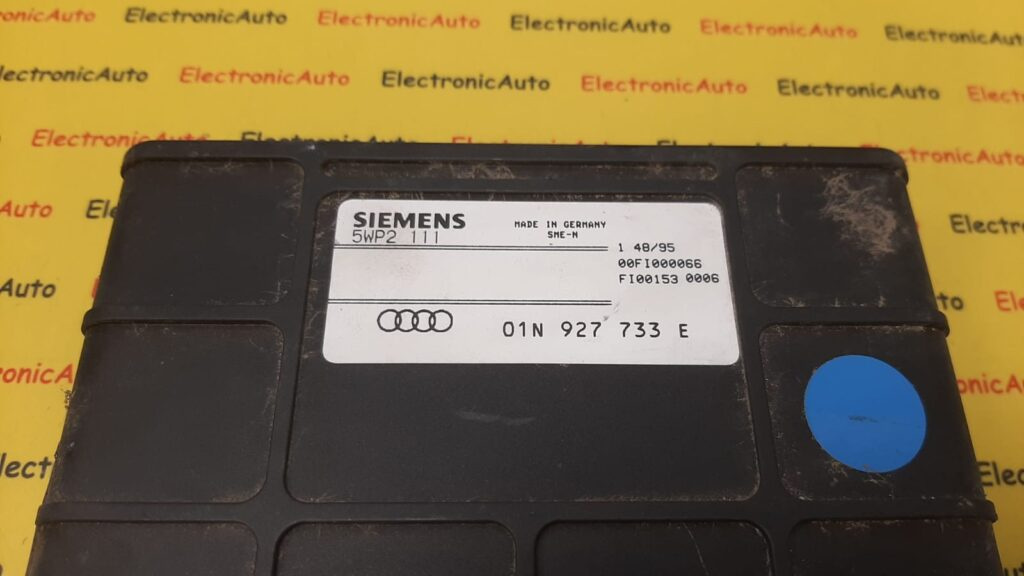 ElectronicAuto ElectronicAuto ElectronicAuto ElectronicAuto ElectronicAuto
ElectronicAuto ElectronicAuto ElectronicAuto ElectronicAuto ElectronicAuto
ElectronicAuto
SIEMENS
5WP2 111
MADE IN GERMANY
SME-M
1 48/95
00FI000066
FI00153 0006
01N 927 733 E